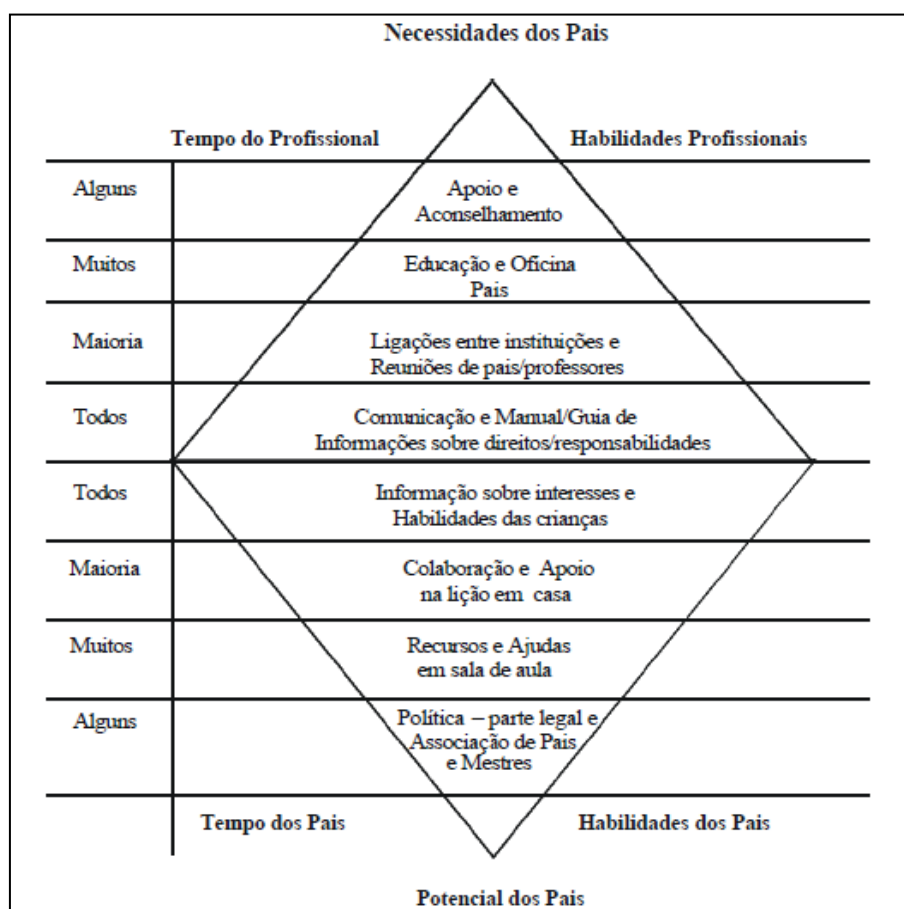 Necessidades dos Pais
Tempo do Profissional
Habilidades Profissionais
Alguns
Apoio e
Aconselhamento
Muitos
Educação e Oficina
Pais
Maioria
Ligações entre instituições e
Reuniões de pais/professores
Todos
Comunicação e Manual/Guia de
Informações sobre direitos/responsabilidades
Todos
Informação sobre interesses e
Habilidades das crianças
Maioria
Colaboração e Apoio
na lição em casa
Muitos
Recursos e Ajudas
em sala de aula
Alguns
Política – parte legal e
Associação de Pais
e Mestres
Tempo dos Pais
Habilidades dos Pais
Potencial dos Pais